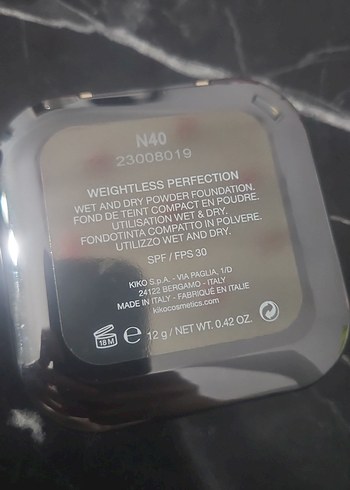 N40
23008019
WEIGHTLESS PERFECTION
WET AND DRY POWDER FOUNDATION.
FOND DE TEINT COMPACT EN POUDRE.
UTILISATION WET & DRY.
FONDOTINTA COMPATTO IN POLVERE.
UTILIZZO WET AND DRY.
SPF / FPS 30
KIKO S.p.A. - VIA PAGLIA, 1/D
24122 BERGAMO - ITALY
MADE IN ITALY - FABRIQUÉ EN ITALIE
kikocosmetics.com
18 M e 12 g / NET WT. 0.42 OZ.